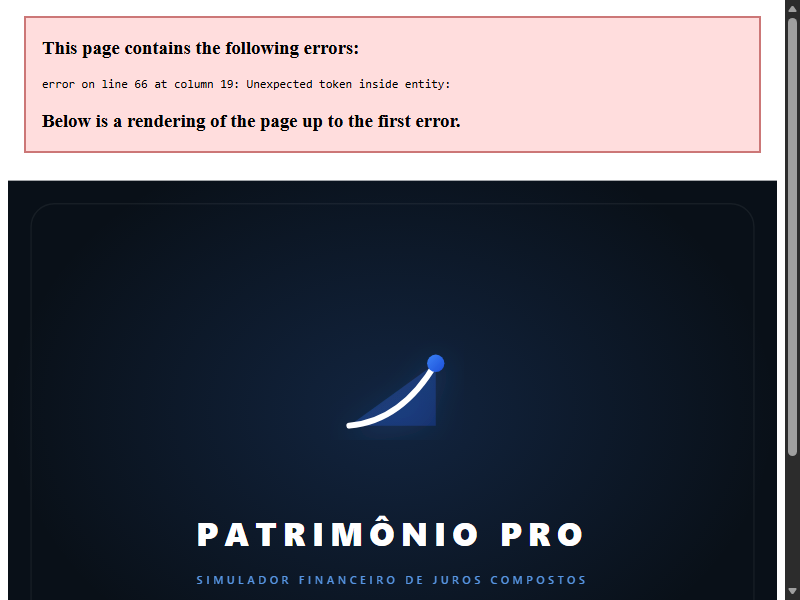 This page contains the following errors:
error on line 66 at column 19: Unexpected token inside entity:
Below is a rendering of the page up to the first error.
PATRIMÔNIO PRO
SIMULADOR FINANCEIRO DE JUROS COMPOSTOS